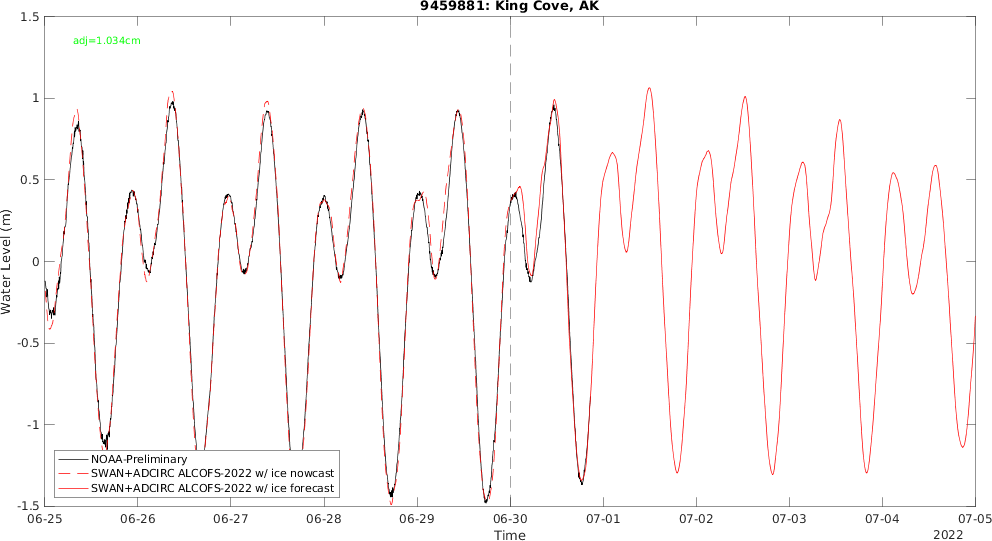 9459881: King Cove, AK
adj=1.034cm
Water Level (m)
1.5
1
0.5
0
-0.5
-1
-1.5
NOAA-Preliminary
SWAN+ADCIRC ALCOFS-2022 w/ ice nowcast
SWAN+ADCIRC ALCOFS-2022 w/ ice forecast
06-25 06-26 06-27 06-28 06-29 06-30 07-01 07-02 07-03 07-04 07-05
Time
2022